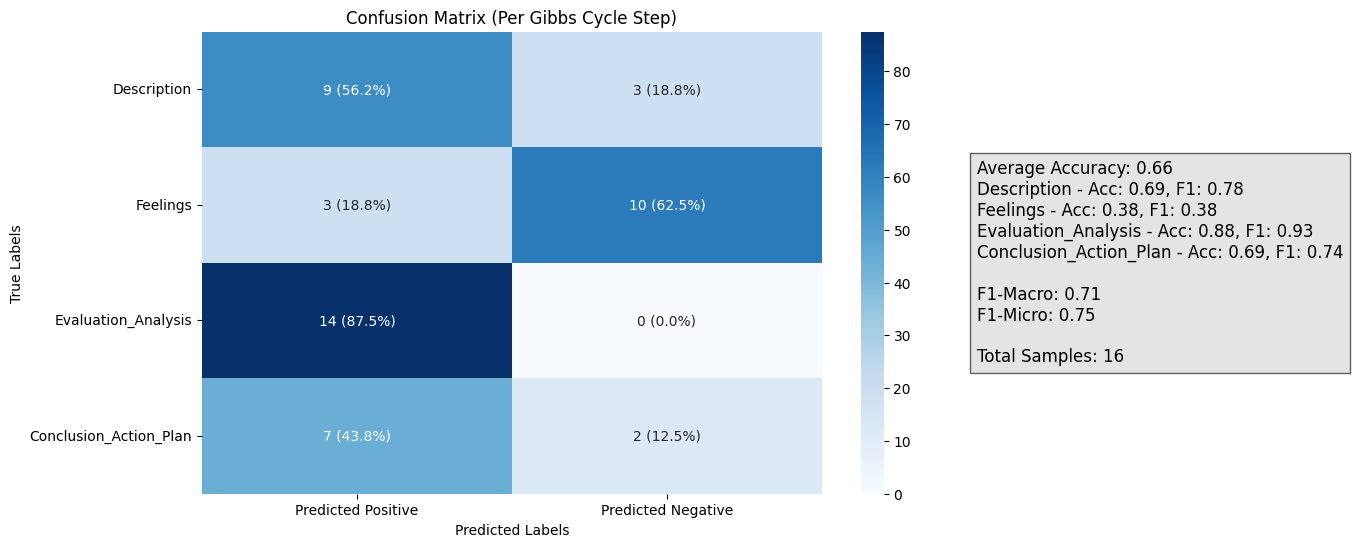 Confusion Matrix (Per Gibbs Cycle Step)
True Labels
Description
9 (56.2%)
3 (18.8%)
Feelings
3 (18.8%)
10 (62.5%)
Evaluation_Analysis
14 (87.5%)
0 (0.0%)
Conclusion_Action_Plan
7 (43.8%)
2 (12.5%)
Predicted Positive
Predicted Negative
Predicted Labels
80
70
60
50
40
30
20
10
0
Average Accuracy: 0.66
Description - Acc: 0.69, F1: 0.78
Feelings - Acc: 0.38, F1: 0.38
Evaluation_Analysis - Acc: 0.88, F1: 0.93
Conclusion_Action_Plan - Acc: 0.69, F1: 0.74
F1-Macro: 0.71
F1-Micro: 0.75
Total Samples: 16